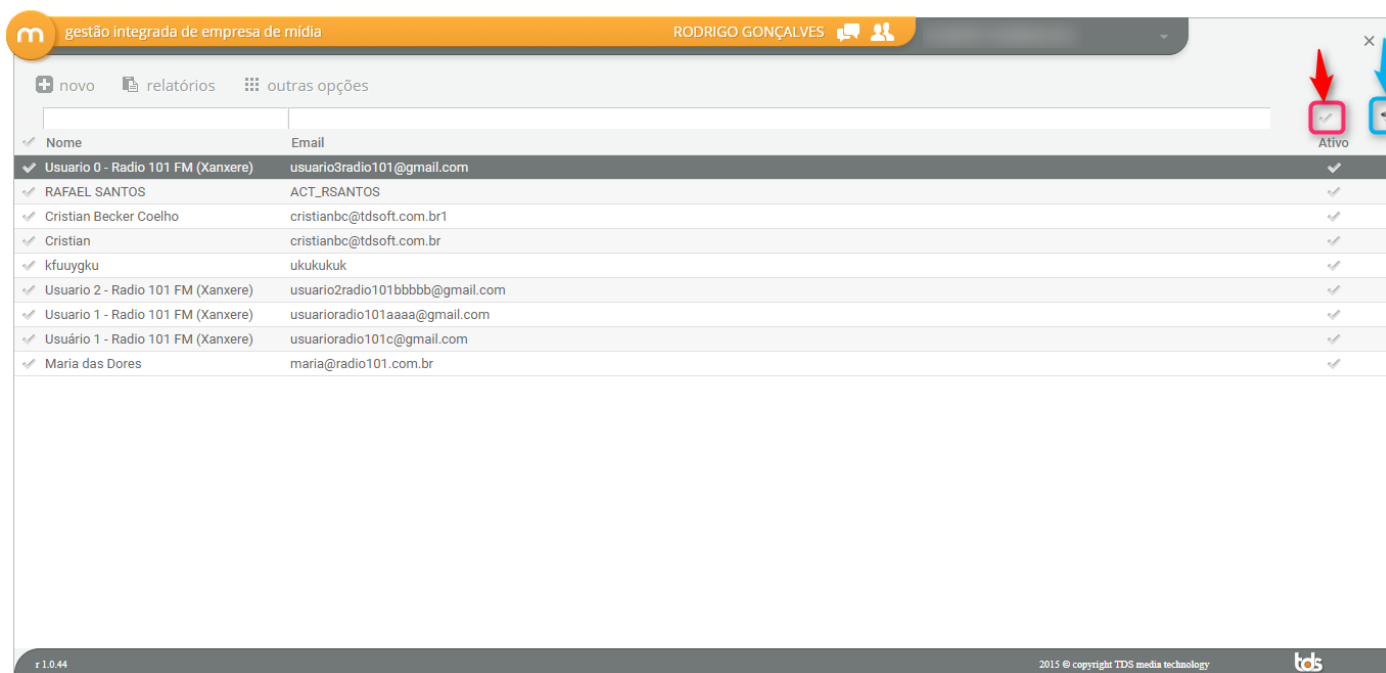 m gestão integrada de empresa de mídia RODRIGO GONÇALVES
novo relatórios outras opções
Nome Email Ativo
Usuario 0 - Radio 101 FM (Xanxere) usuario3radio101@gmail.com
RAFAEL SANTOS ACT_RSANTOS
Cristian Becker Coelho cristianbc@tdsoft.com.br1
Cristian cristianbc@tdsoft.com.br
kfuuygku ukukukuk
Usuario 2 - Radio 101 FM (Xanxere) usuario2radio101bbbbb@gmail.com
Usuario 1 - Radio 101 FM (Xanxere) usuarioradio101aaaa@gmail.com
Usuário 1 - Radio 101 FM (Xanxere) usuarioradio101c@gmail.com
Maria das Dores maria@radio101.com.br
r 1.0.44 2015 © copyright TDS media technology tds